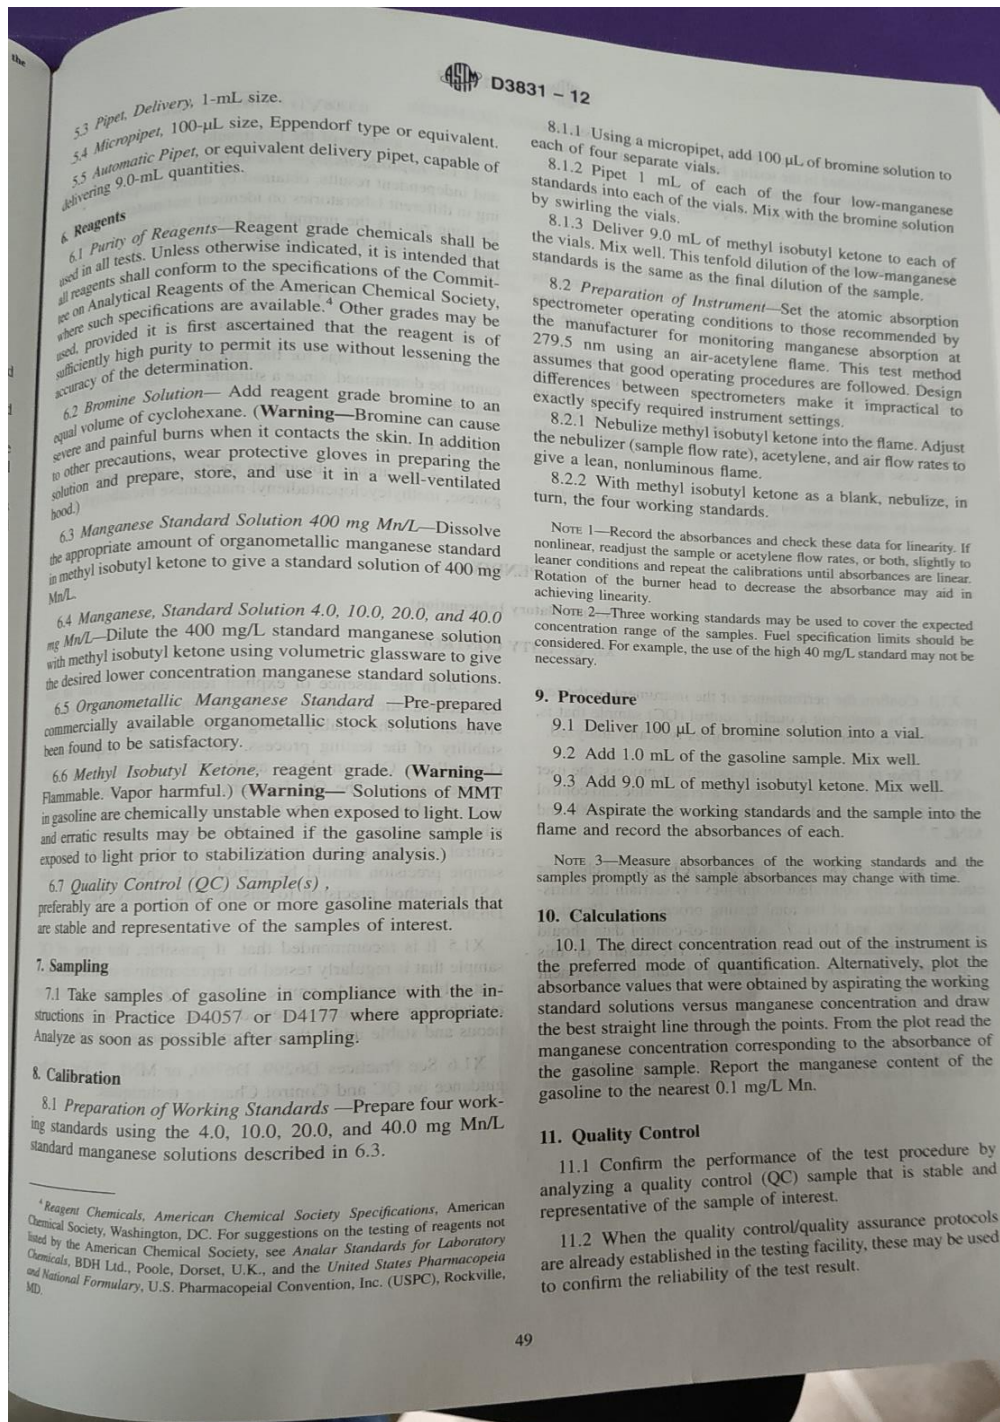 the
ASTM D3831 – 12
5.3 Pipet, Delivery, 1-mL size.
5.4 Micropipet, 100-μL size, Eppendorf type or equivalent.
5.5 Automatic Pipet, or equivalent delivery pipet, capable of
delivering 9.0-mL quantities.
6. Reagents
6.1 Purity of Reagents—Reagent grade chemicals shall be
used in all tests. Unless otherwise indicated, it is intended that
all reagents shall conform to the specifications of the Commit-
tee on Analytical Reagents of the American Chemical Society,
where such specifications are available.4 Other grades may be
used, provided it is first ascertained that the reagent is of
sufficiently high purity to permit its use without lessening the
accuracy of the determination.
6.2 Bromine Solution— Add reagent grade bromine to an
equal volume of cyclohexane. (Warning—Bromine can cause
severe and painful burns when it contacts the skin. In addition
to other precautions, wear protective gloves in preparing the
solution and prepare, store, and use it in a well-ventilated
hood.)
6.3 Manganese Standard Solution 400 mg Mn/L—Dissolve
the appropriate amount of organometallic manganese standard
in methyl isobutyl ketone to give a standard solution of 400 mg
Mn/L.
6.4 Manganese, Standard Solution 4.0, 10.0, 20.0, and 40.0
mg Mn/L—Dilute the 400 mg/L standard manganese solution
with methyl isobutyl ketone using volumetric glassware to give
the desired lower concentration manganese standard solutions.
6.5 Organometallic Manganese Standard —Pre-prepared
commercially available organometallic stock solutions have
been found to be satisfactory.
6.6 Methyl Isobutyl Ketone, reagent grade. (Warning—
Flammable. Vapor harmful.) (Warning— Solutions of MMT
in gasoline are chemically unstable when exposed to light. Low
and erratic results may be obtained if the gasoline sample is
exposed to light prior to stabilization during analysis.)
6.7 Quality Control (QC) Sample(s) ,
preferably are a portion of one or more gasoline materials that
are stable and representative of the samples of interest.
7. Sampling
7.1 Take samples of gasoline in compliance with the in-
structions in Practice D4057 or D4177 where appropriate.
Analyze as soon as possible after sampling.
8. Calibration
8.1 Preparation of Working Standards —Prepare four work-
ing standards using the 4.0, 10.0, 20.0, and 40.0 mg Mn/L
standard manganese solutions described in 6.3.
4 Reagent Chemicals, American Chemical Society Specifications, American
Chemical Society, Washington, DC. For suggestions on the testing of reagents not
listed by the American Chemical Society, see Analar Standards for Laboratory
Chemicals, BDH Ltd., Poole, Dorset, U.K., and the United States Pharmacopeia
and National Formulary, U.S. Pharmacopeial Convention, Inc. (USPC), Rockville,
MD.
8.1.1 Using a micropipet, add 100 μL of bromine solution to
each of four separate vials.
8.1.2 Pipet 1 mL of each of the four low-manganese
standards into each of the vials. Mix with the bromine solution
by swirling the vials.
8.1.3 Deliver 9.0 mL of methyl isobutyl ketone to each of
the vials. Mix well. This tenfold dilution of the low-manganese
standards is the same as the final dilution of the sample.
8.2 Preparation of Instrument—Set the atomic absorption
spectrometer operating conditions to those recommended by
the manufacturer for monitoring manganese absorption at
279.5 nm using an air-acetylene flame. This test method
assumes that good operating procedures are followed. Design
differences between spectrometers make it impractical to
exactly specify required instrument settings.
8.2.1 Nebulize methyl isobutyl ketone into the flame. Adjust
the nebulizer (sample flow rate), acetylene, and air flow rates to
give a lean, nonluminous flame.
8.2.2 With methyl isobutyl ketone as a blank, nebulize, in
turn, the four working standards.
NOTE 1—Record the absorbances and check these data for linearity. If
nonlinear, readjust the sample or acetylene flow rates, or both, slightly to
leaner conditions and repeat the calibrations until absorbances are linear.
Rotation of the burner head to decrease the absorbance may aid in
achieving linearity.
NOTE 2—Three working standards may be used to cover the expected
concentration range of the samples. Fuel specification limits should be
considered. For example, the use of the high 40 mg/L standard may not be
necessary.
9. Procedure
9.1 Deliver 100 μL of bromine solution into a vial.
9.2 Add 1.0 mL of the gasoline sample. Mix well.
9.3 Add 9.0 mL of methyl isobutyl ketone. Mix well.
9.4 Aspirate the working standards and the sample into the
flame and record the absorbances of each.
NOTE 3—Measure absorbances of the working standards and the
samples promptly as the sample absorbances may change with time.
10. Calculations
10.1 The direct concentration read out of the instrument is
the preferred mode of quantification. Alternatively, plot the
absorbance values that were obtained by aspirating the working
standard solutions versus manganese concentration and draw
the best straight line through the points. From the plot read the
manganese concentration corresponding to the absorbance of
the gasoline sample. Report the manganese content of the
gasoline to the nearest 0.1 mg/L Mn.
11. Quality Control
11.1 Confirm the performance of the test procedure by
analyzing a quality control (QC) sample that is stable and
representative of the sample of interest.
11.2 When the quality control/quality assurance protocols
are already established in the testing facility, these may be used
to confirm the reliability of the test result.
49